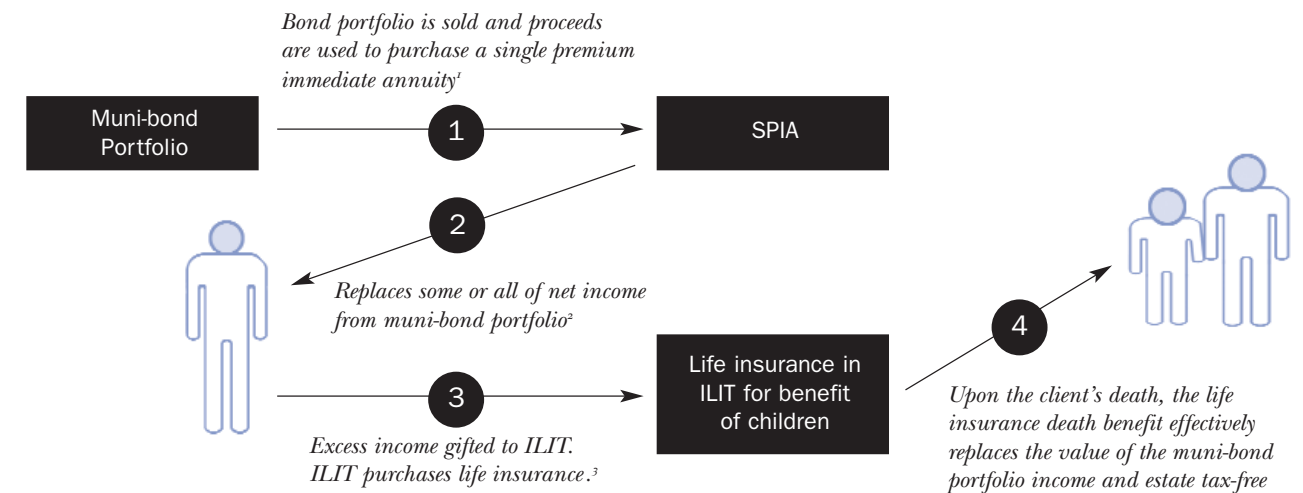 Bond portfolio is sold and proceeds
are used to purchase a single premium
immediate annuity¹
Muni-bond
Portfolio
1
SPIA
2
Replaces some or all of net income
from muni-bond portfolio²
3
Excess income gifted to ILIT.
ILIT purchases life insurance.³
Life insurance in
ILIT for benefit
of children
4
Upon the client's death, the life
insurance death benefit effectively
replaces the value of the muni-bond
portfolio income and estate tax-free